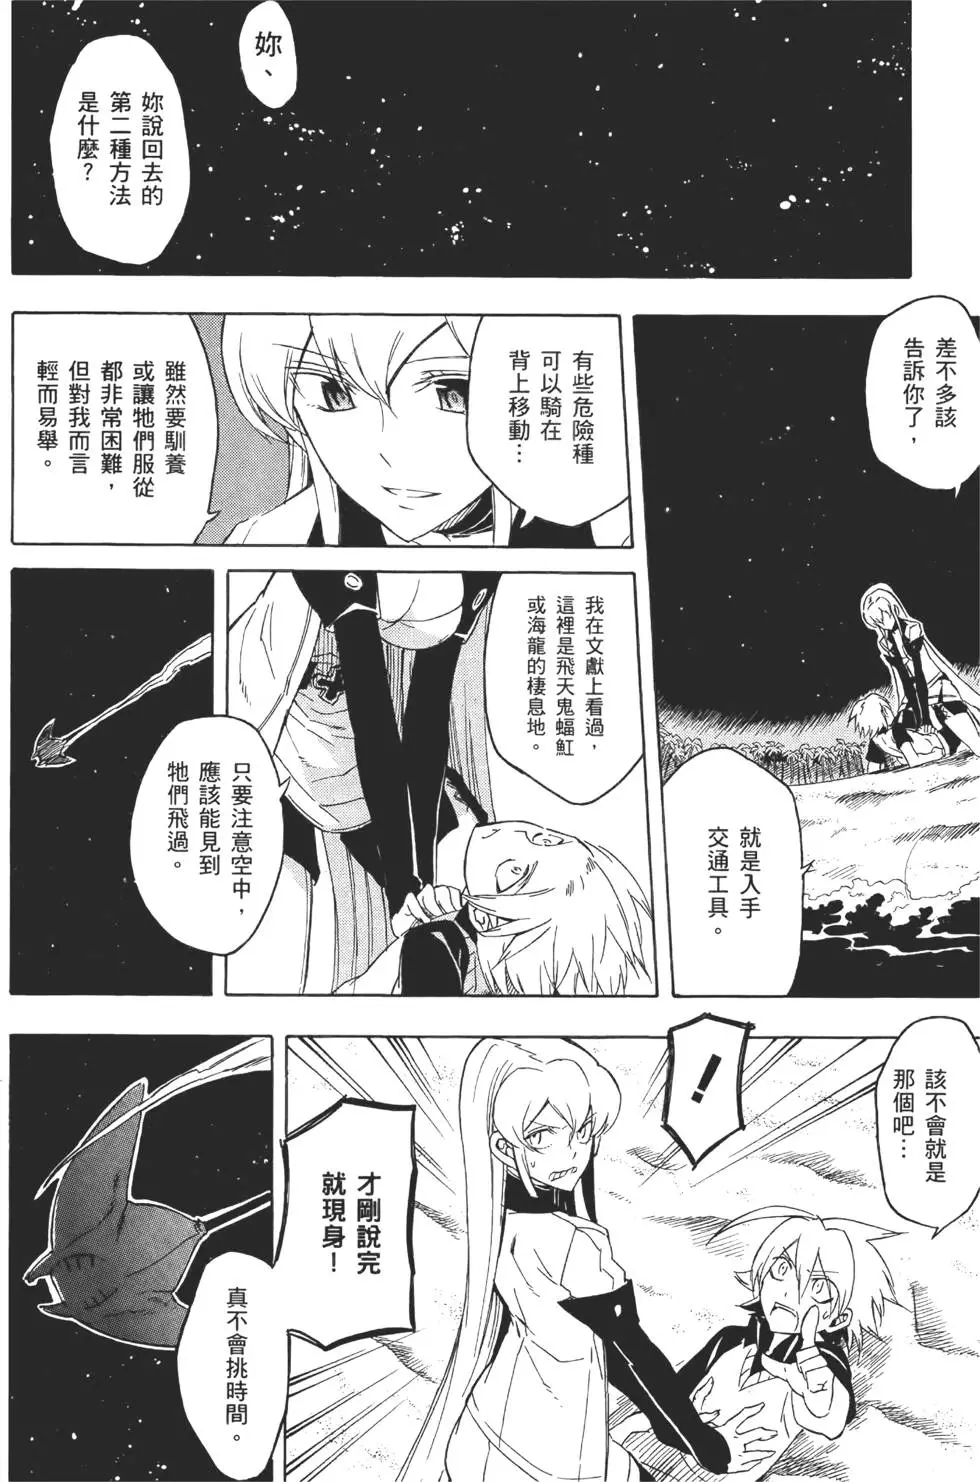 妳、
妳說回去的
第二種方法
是什麼？
差不多該
告訴你了，
就是入手
交通工具。
有些危險種
可以騎在
背上移動…
雖然要馴養
或讓牠們服從
都非常困難，
但對我而言
輕而易舉。
我在文獻上看過，
這裡是飛天鬼蝠魟
或海龍的棲息地。
只要注意空中，
應該能見到
牠們飛過。
該不會就是
那個吧…
！
才剛說完
就現身！
真不會挑時間。